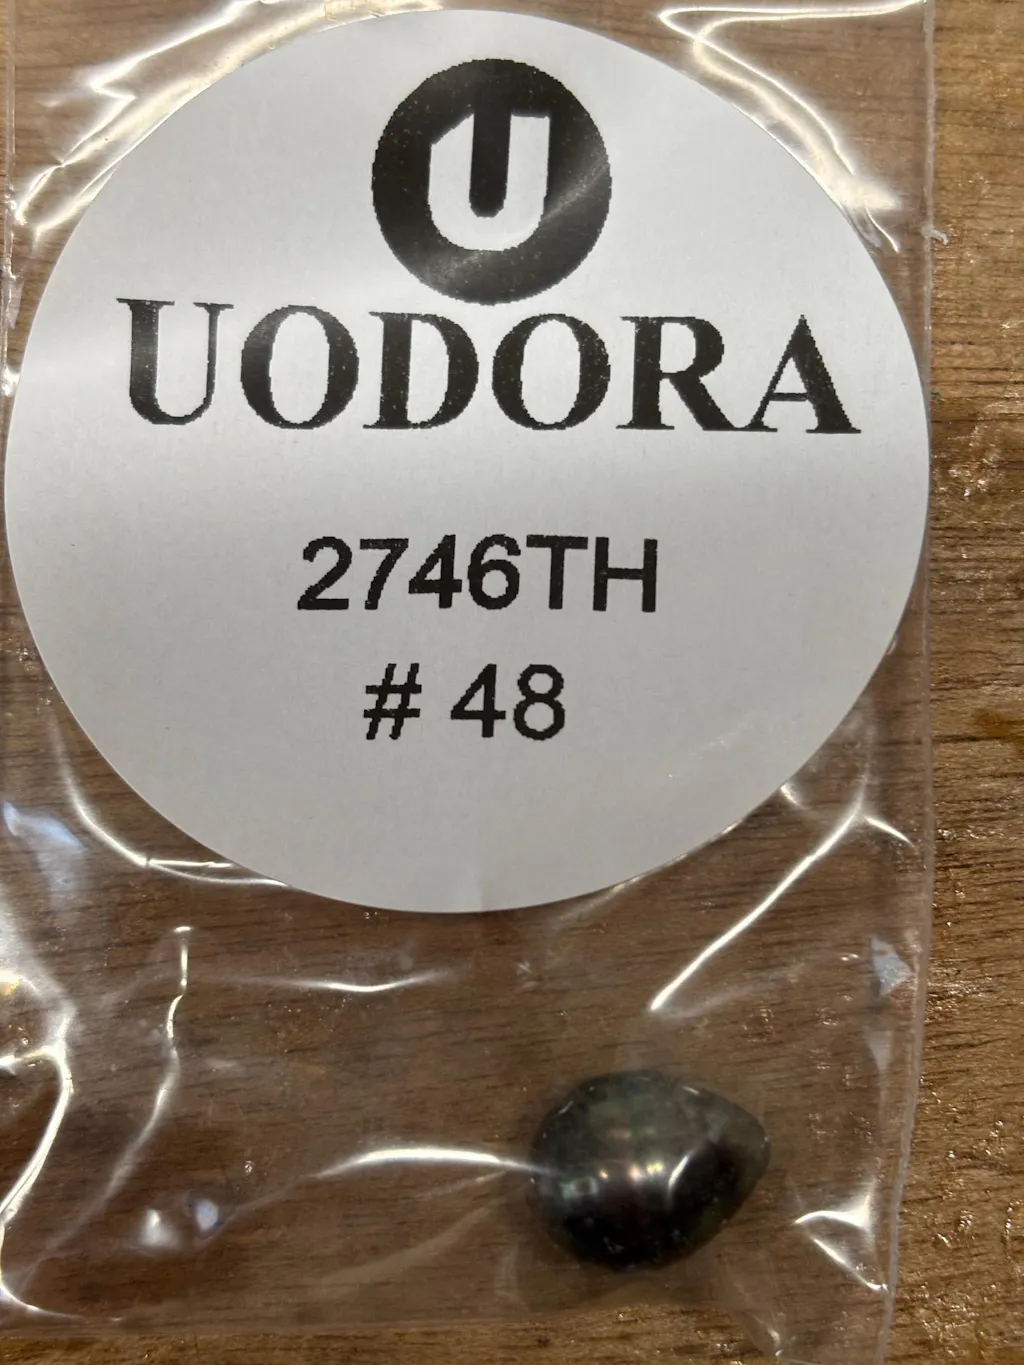 U
UODORA
2746TH
# 48